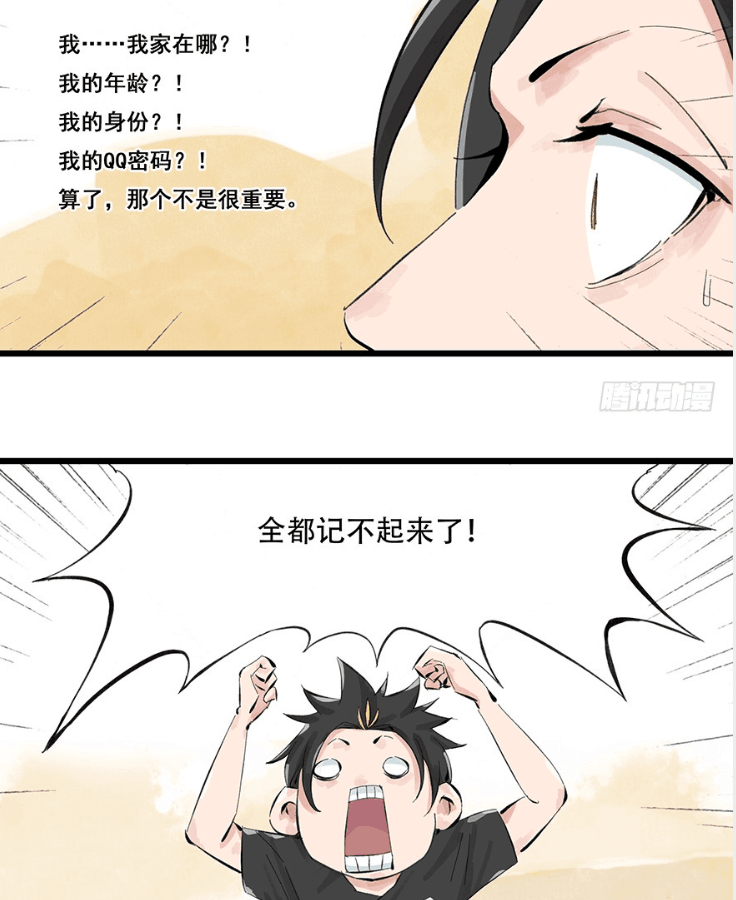 我……我家在哪？！
我的年龄？！
我的身份？！
我的QQ密码？！
算了，那个不是很重要。
腾讯动漫
全都记不起来了！